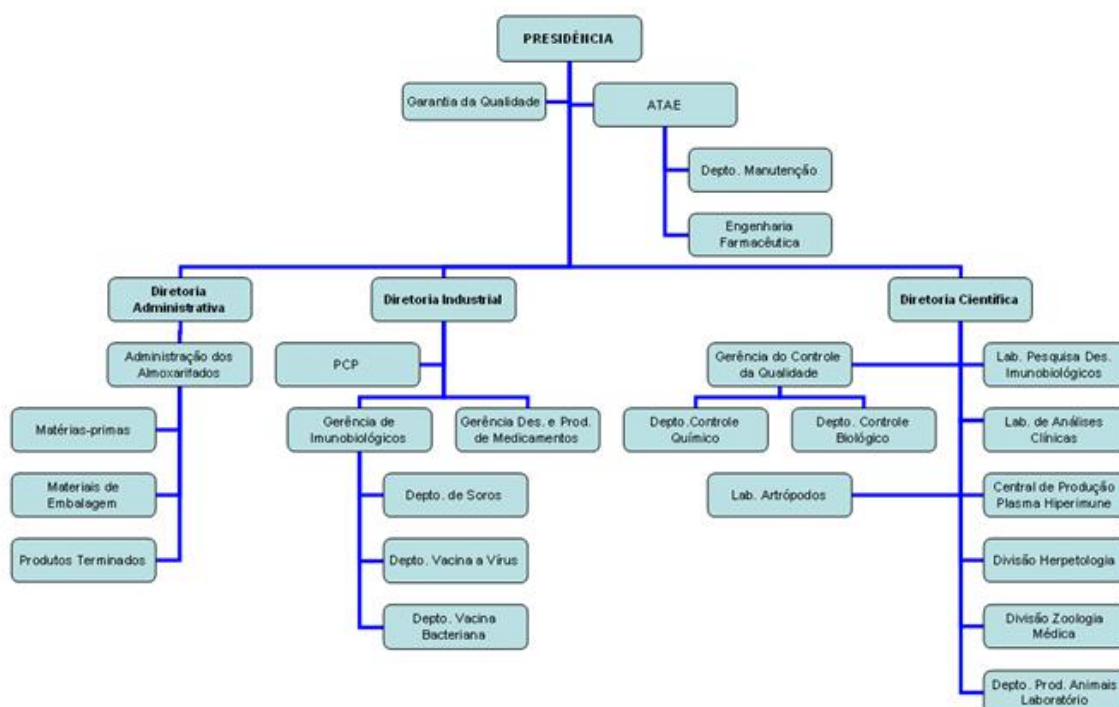 PRESIDÊNCIA
Garantia da Qualidade
ATAE
Depto. Manutenção
Engenharia
Farmacêutica
Diretoria
Administrativa
Diretoria Industrial
Diretoria Científica
Administração dos
Almoxarifados
Matérias-primas
Materiais de
Embalagem
Produtos Terminados
PCP
Gerência de
Imunobiológicos
Gerência Des. e Prod.
de Medicamentos
Depto. de Soros
Depto. Vacina a Vírus
Depto. Vacina
Bacteriana
Gerência do Controle
da Qualidade
Depto.Controle
Químico
Depto. Controle
Biológico
Lab. Artrópodos
Lab. Pesquisa Des.
Imunobiológicos
Lab. de Análises
Clínicas
Central de Produção
Plasma Hiperimune
Divisão Herpetologia
Divisão Zoologia
Médica
Depto. Prod. Animais
Laboratório